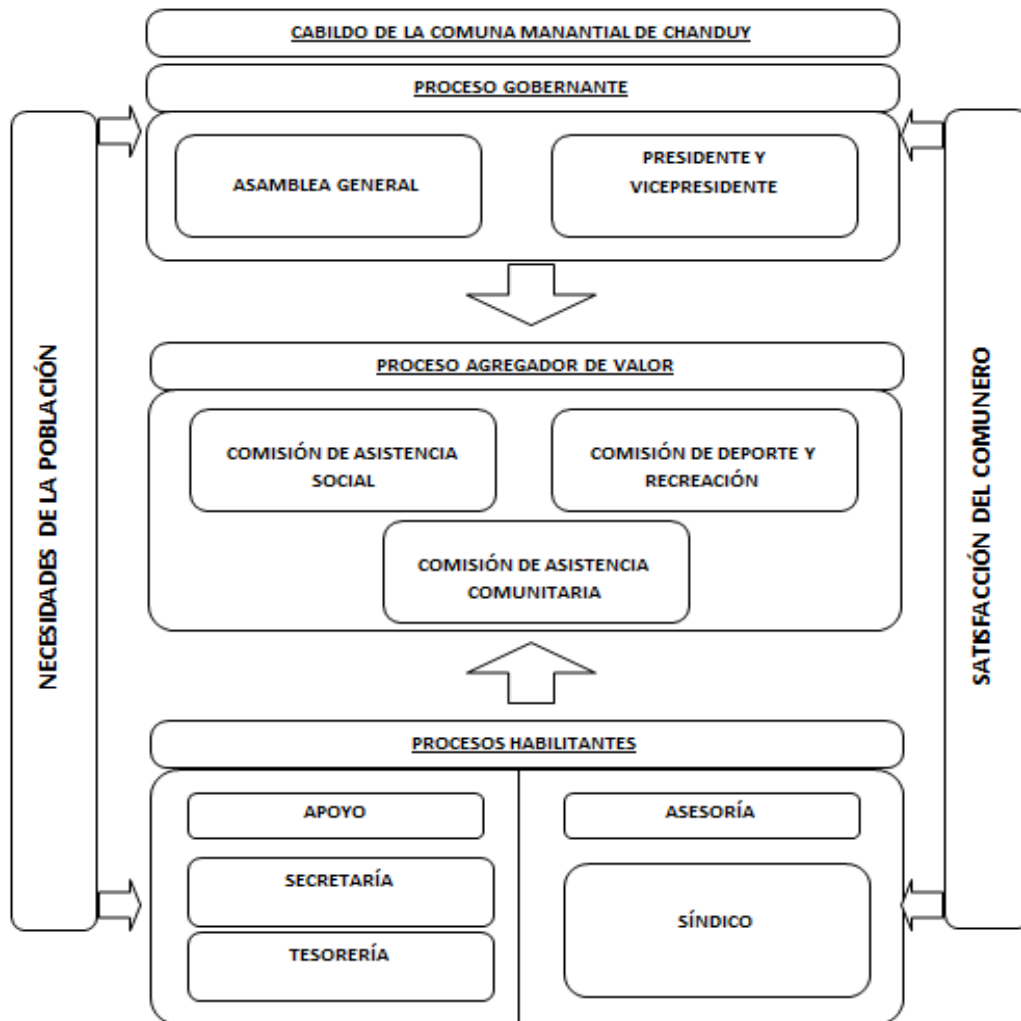 CABILDO DE LA COMUNA MANANTIAL DE CHANDUY
PROCESO GOBERNANTE
ASAMBLEA GENERAL
PRESIDENTE Y
VICEPRESIDENTE
NECESIDADES DE LA POBLACIÓN
SATISFACCIÓN DEL COMUNERO
PROCESO AGREGADOR DE VALOR
COMISIÓN DE ASISTENCIA
SOCIAL
COMISIÓN DE DEPORTE Y
RECREACIÓN
COMISIÓN DE ASISTENCIA
COMUNITARIA
PROCESOS HABILITANTES
APOYO
SECRETARÍA
TESORERÍA
ASESORÍA
SÍNDICO